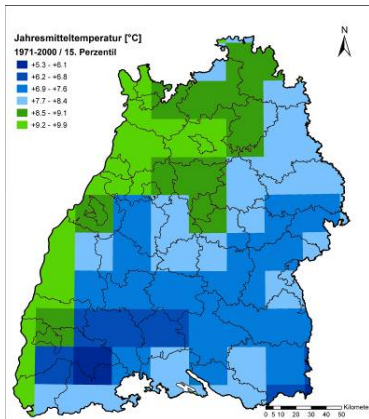 Jahresmitteltemperatur [°C]
1971-2000 / 15. Perzentil
+5.3 - +6.1
+6.2 - +6.8
+6.9 - +7.6
+7.7 - +8.4
+8.5 - +9.1
+9.2 - +9.9
N
Kilometer
0 5 10 20 30 40 50